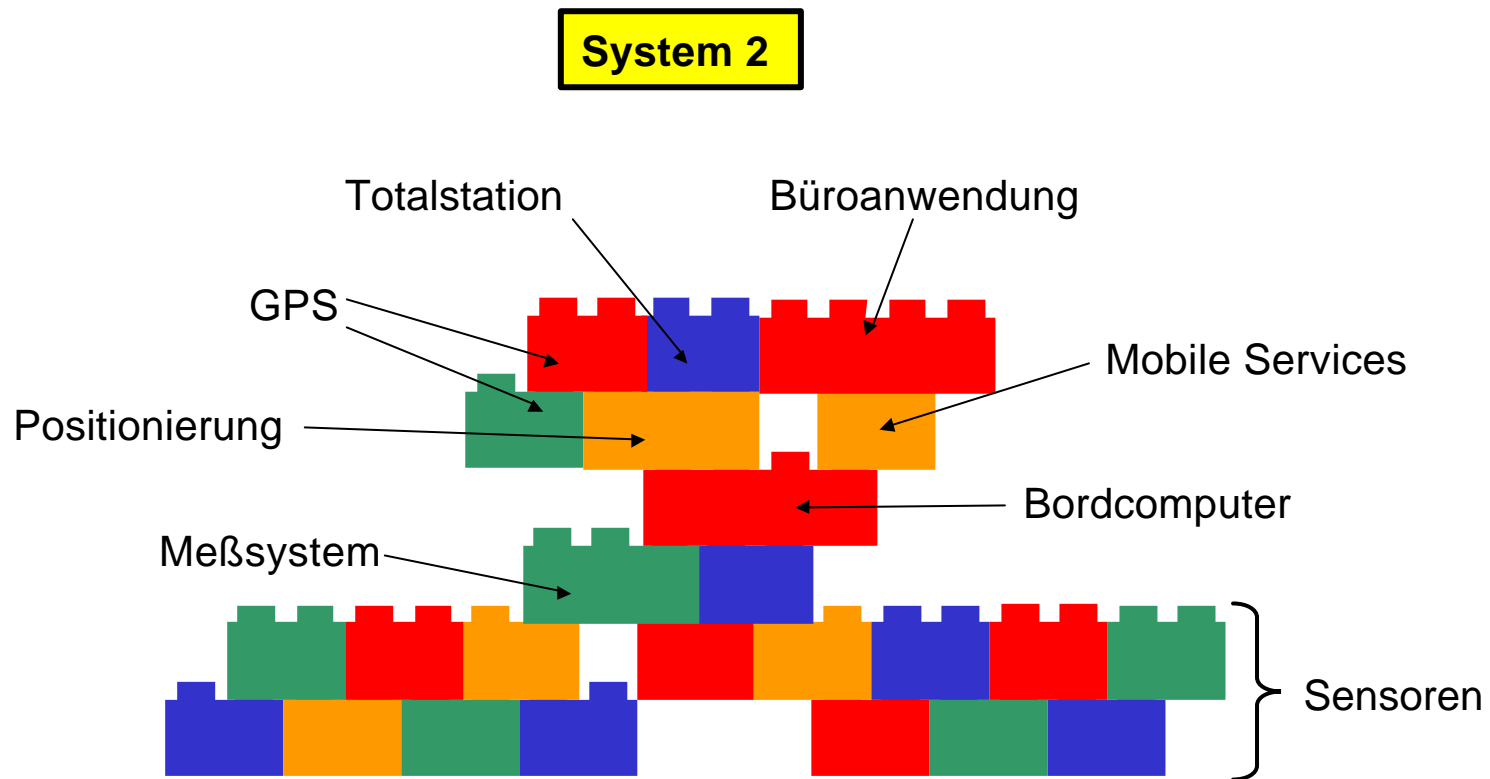 System 2
Totalstation
Büroanwendung
GPS
Mobile Services
Positionierung
Bordcomputer
Meßsystem
Sensoren